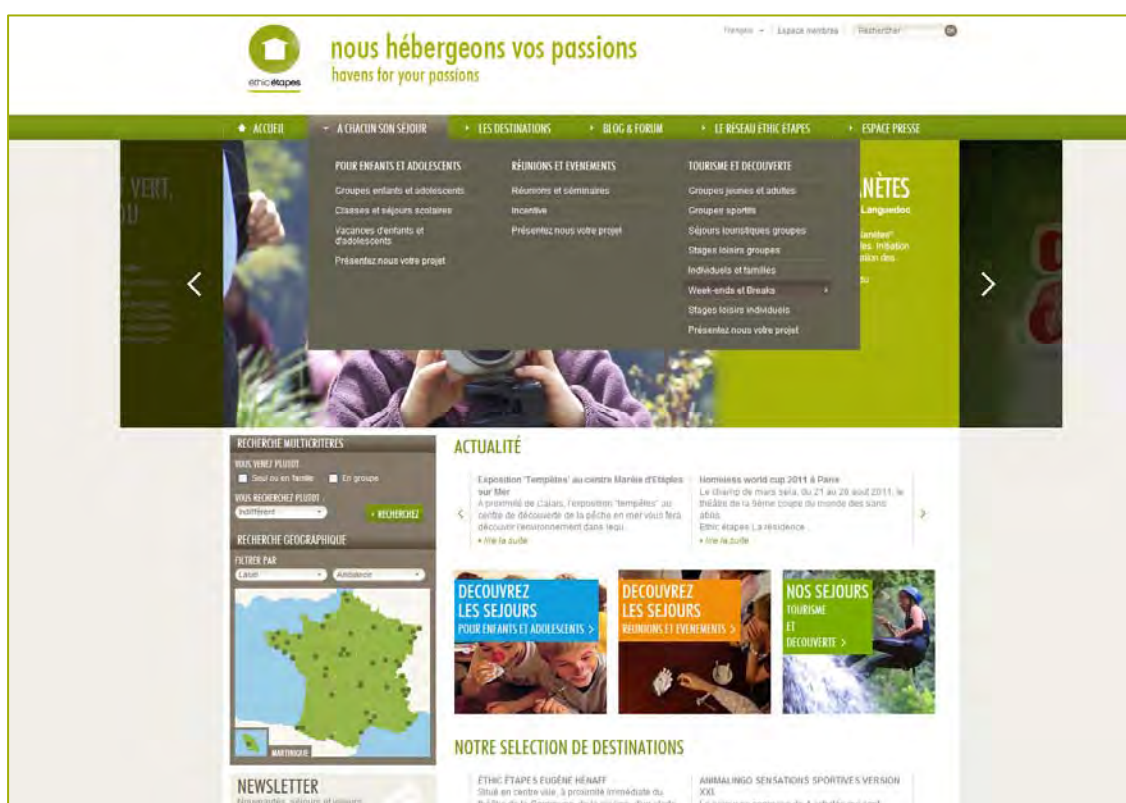 ethic étapes
nous hébergeons vos passions
havens for your passions
Français
Espace membres
Rechercher
OK
ACCUEIL
A CHACUN SON SÉJOUR
LES DESTINATIONS
BLOG & FORUM
LE RÉSEAU ÉTHIC ÉTAPES
ESPACE PRESSE
POUR ENFANTS ET ADOLESCENTS
Groupes enfants et adolescents
Classes et séjours scolaires
Vacances d'enfants et
d'adolescents
Présentez nous votre projet
RÉUNIONS ET EVENEMENTS
Réunions et séminaires
Incentive
Présentez nous votre projet
TOURISME ET DECOUVERTE
Groupes jeunes et adultes
Groupes sportifs
Séjours touristiques groupes
Stages loisirs groupes
Individuels et familles
Week-ends et Breaks
Stages loisirs individuels
Présentez nous votre projet
VERT,
NÈTES
Languedoc
Initiation
des
RECHERCHE MULTICRITERES
VOUS VENEZ PLUTOT
Seul ou en famille
En groupe
VOUS RECHERCHEZ PLUTOT
Indifférent
RECHERCHEZ
RECHERCHE GÉOGRAPHIQUE
FILTRER PAR
MARTINIQUE
NEWSLETTER
ACTUALITÉ
Exposition 'Tempêtes' au centre Maréis d'Etaples
sur Mer
A proximité de Calais, l'exposition 'tempêtes' au
centre de découverte de la pêche en mer vous fera
découvrir l'environnement dans lequ...
lire la suite
Homeless world cup 2011 à Paris
Le champ de mars sera, du 21 au 28 août 2011, le
théâtre de la 9ème coupe du monde des sans
abris.
Ethic étapes La résidence ...
lire la suite
DECOUVREZ
LES SEJOURS
POUR ENFANTS ET ADOLESCENTS >
DECOUVREZ
LES SEJOURS
REUNIONS ET EVENEMENTS >
NOS SEJOURS
TOURISME
ET
DECOUVERTE >
NOTRE SELECTION DE DESTINATIONS
ÉTHIC ÉTAPES EUGÈNE HÉNAFF
Situé en centre ville, à proximité immédiate du
ANIMALINGO SENSATIONS SPORTIVES VERSION
XXL